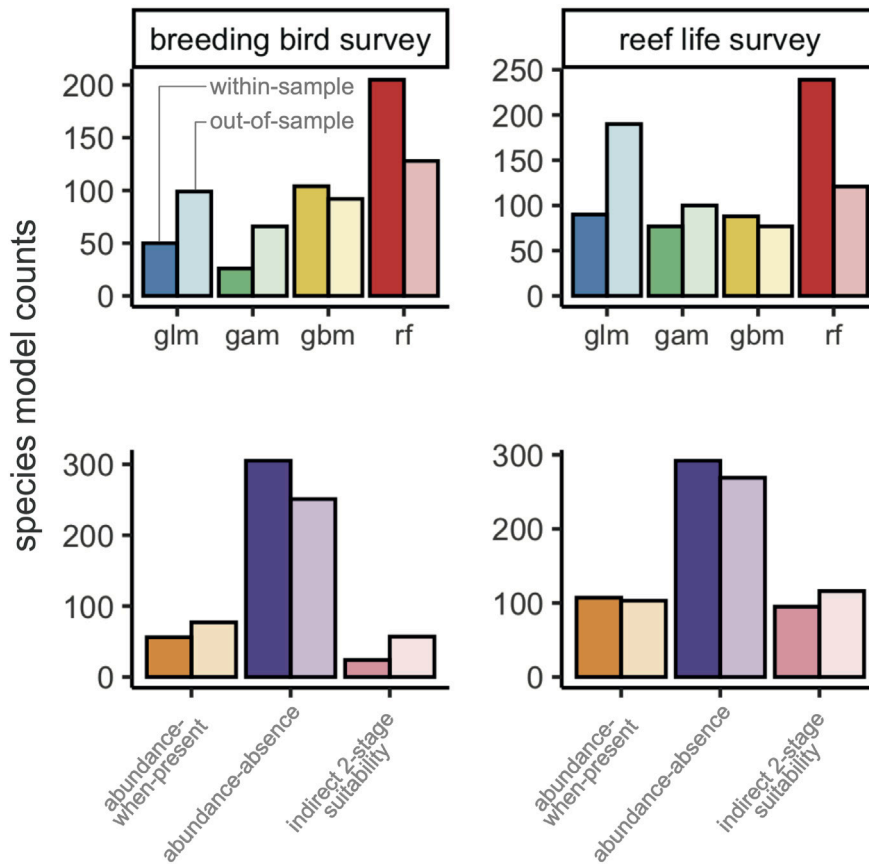 breeding bird survey
reef life survey
species model counts
200
150
100
50
0
within-sample
out-of-sample
glm gam gbm rf
250
200
150
100
50
0
glm gam gbm rf
300
200
100
0
abundance-
when-present
abundance-absence
indirect 2-stage
suitability
300
200
100
0
abundance-
when-present
abundance-absence
indirect 2-stage
suitability